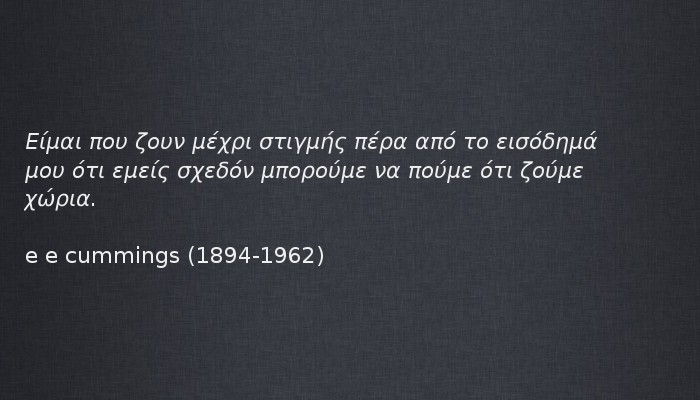 Είμαι που ζουν μέχρι στιγμής πέρα από το εισόδημά
μου ότι εμείς σχεδόν μπορούμε να πούμε ότι ζούμε
χώρια.
e e cummings (1894-1962)